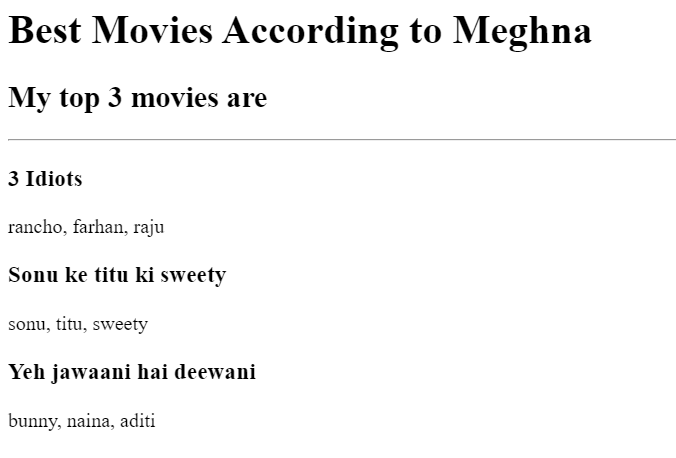 Best Movies According to Meghna
My top 3 movies are
3 Idiots
rancho, farhan, raju
Sonu ke titu ki sweety
sonu, titu, sweety
Yeh jawaani hai deewani
bunny, naina, aditi